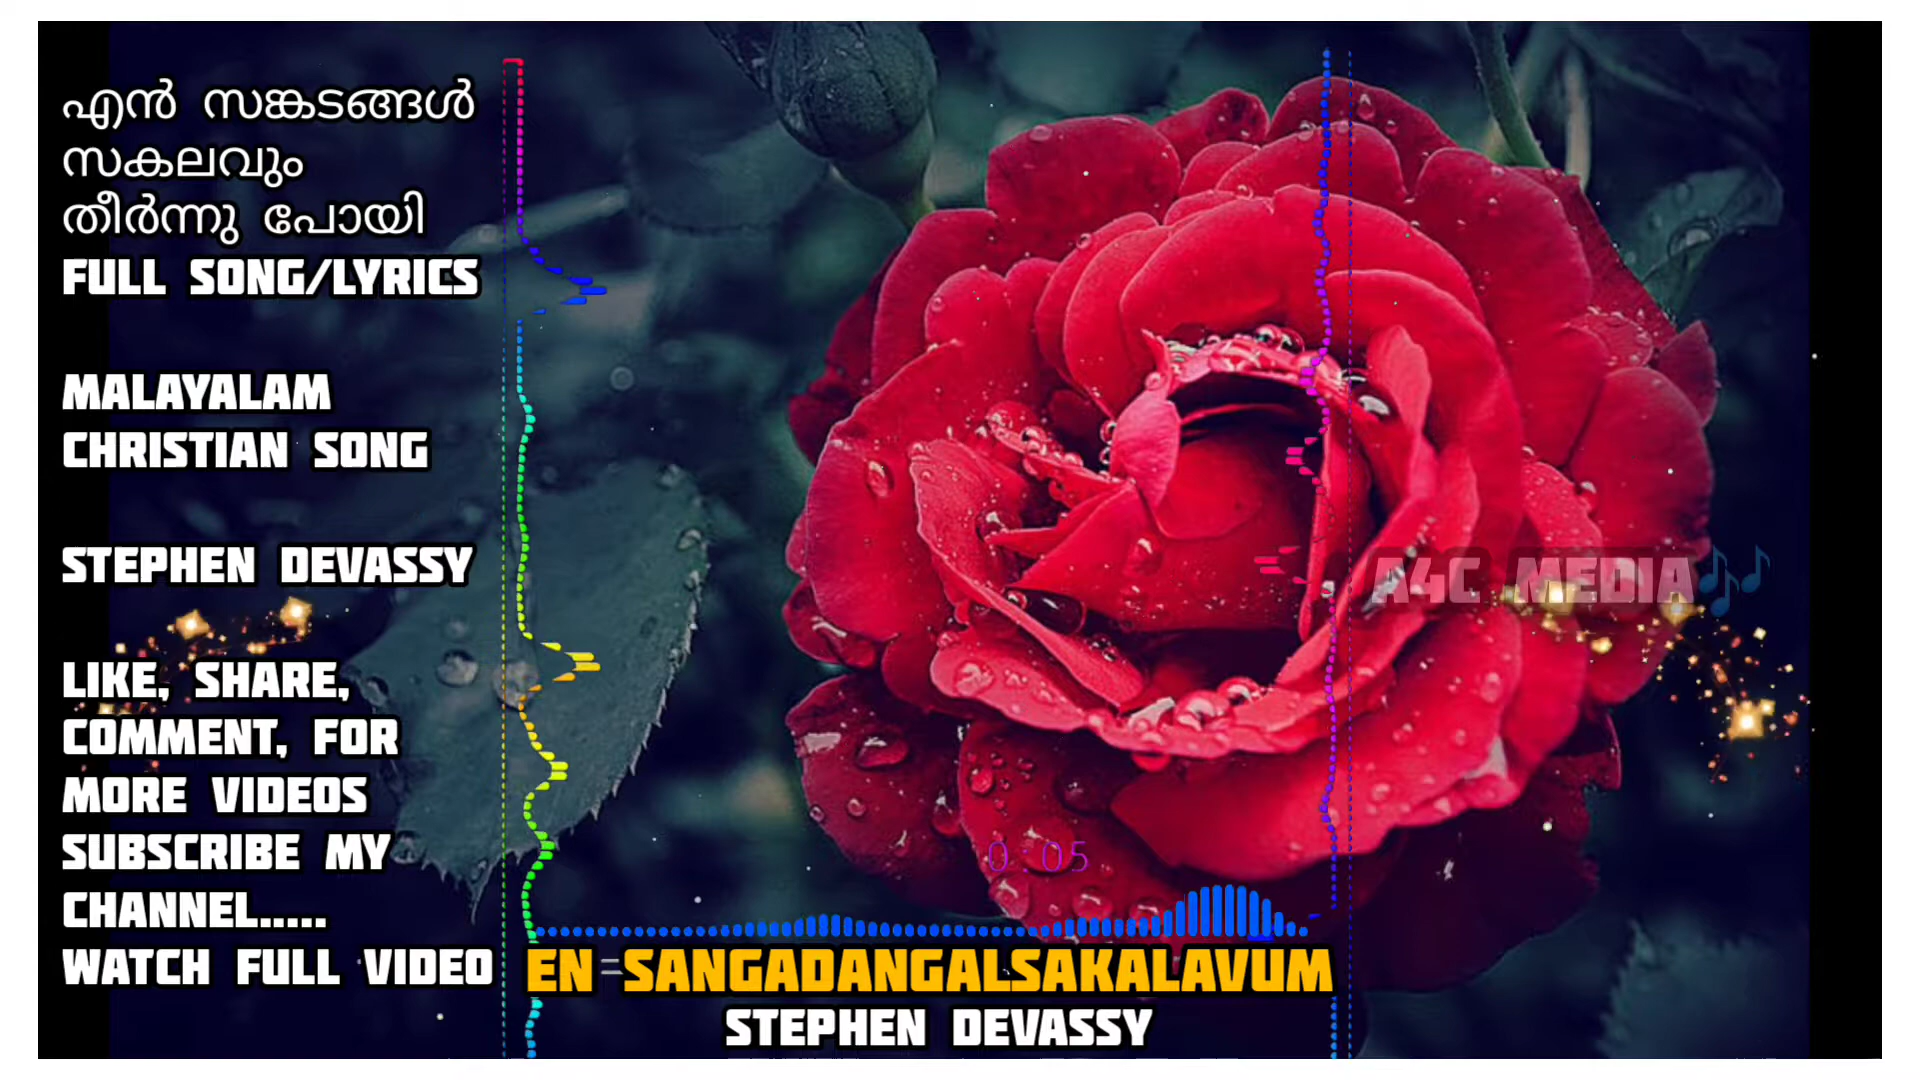 എൻ സങ്കടങ്ങൾ
സകലവും
തീർന്നു പോയി
FULL SONG/LYRICS
MALAYALAM
CHRISTIAN SONG
STEPHEN DEVASSY
LIKE, SHARE,
COMMENT, FOR
MORE VIDEOS
SUBSCRIBE MY
CHANNEL.....
WATCH FULL VIDEO
A4C MEDIA🎶
0:05
EN SANGADANGALSAKALAVUM
STEPHEN DEVASSY